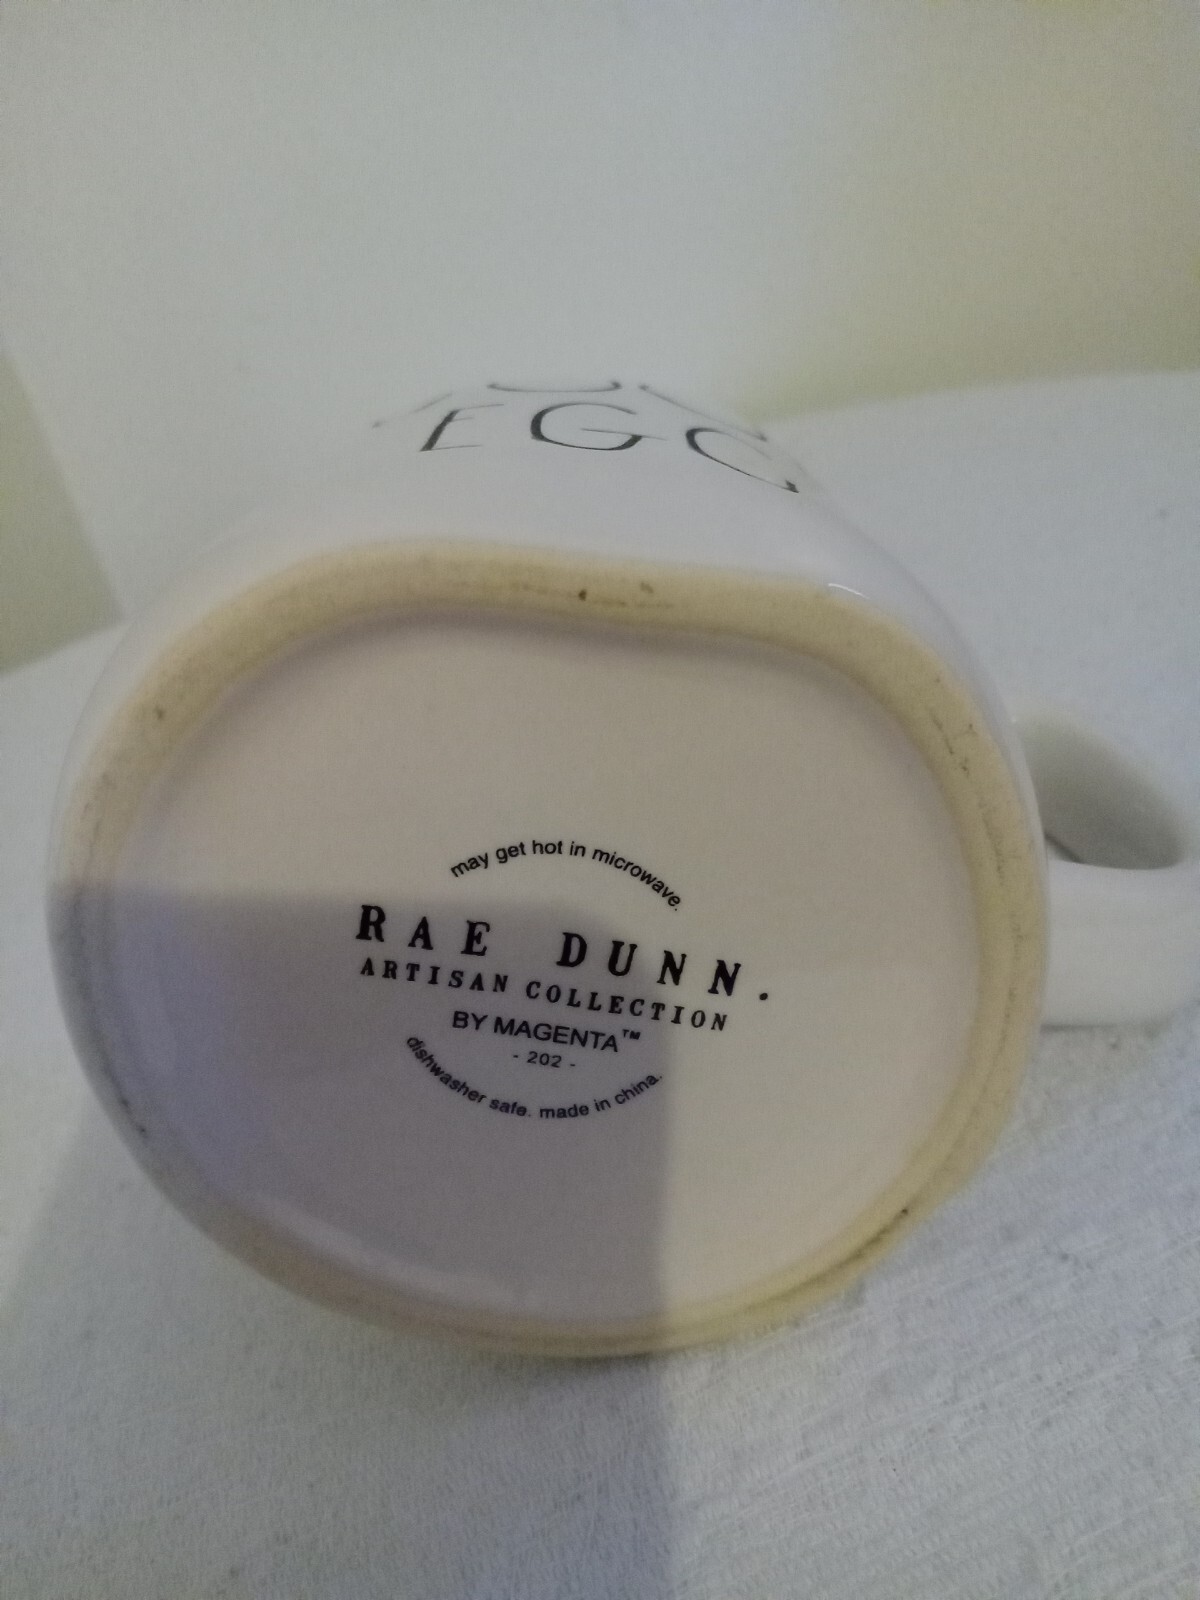 EGG
may get hot in microwave.
RAE DUNN.
ARTISAN COLLECTION
BY MAGENTA™
- 202 -
dishwasher safe. made in china.